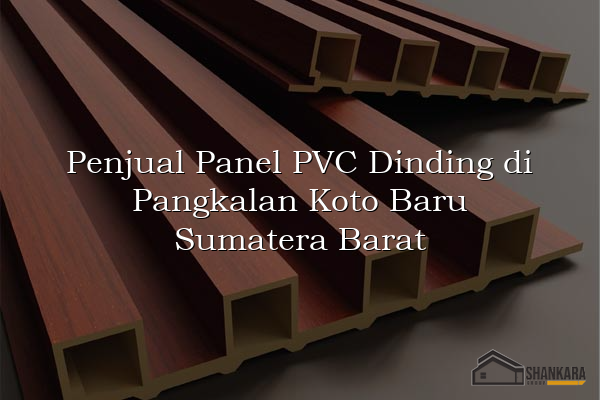 Penjual Panel PVC Dinding di
Pangkalan Koto Baru
Sumatera Barat
SHANKARA